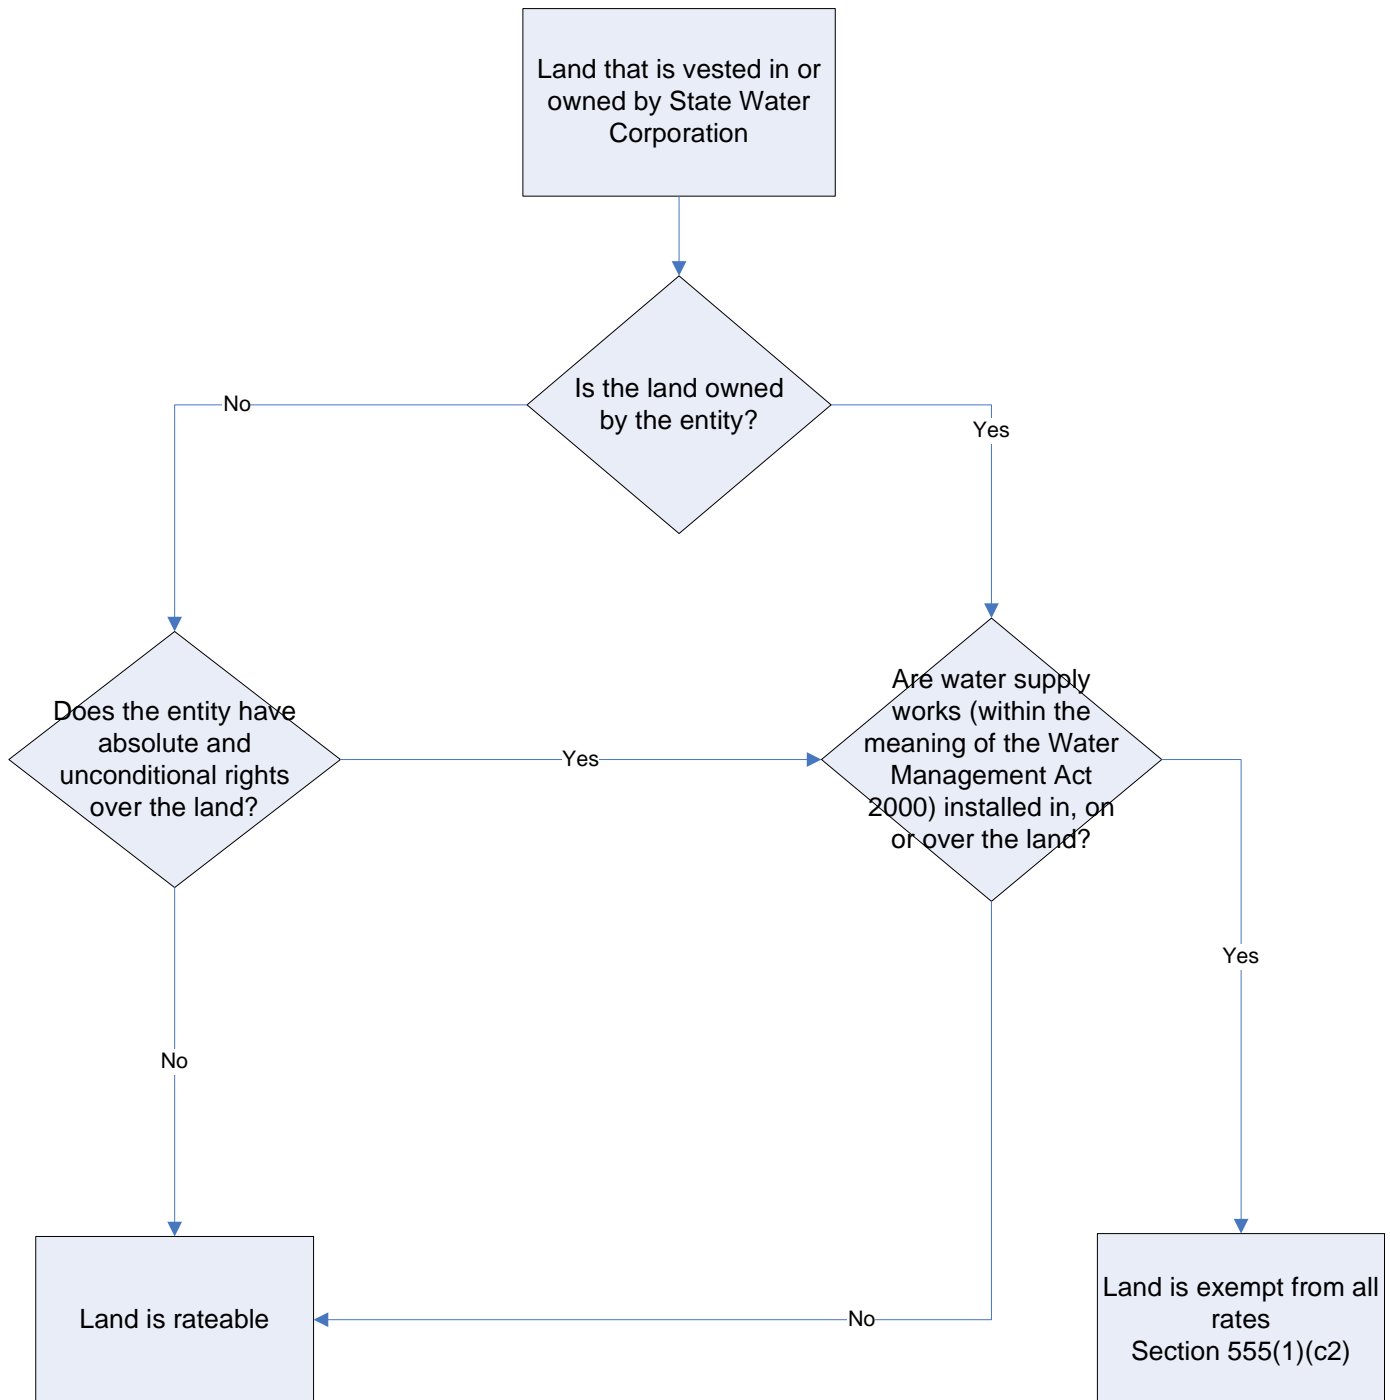 Land that is vested in or
owned by State Water
Corporation
Is the land owned
by the entity?
No
Yes
Does the entity have
absolute and
unconditional rights
over the land?
Yes
Are water supply
works (within the
meaning of the Water
Management Act
2000) installed in, on
or over the land?
Yes
No
Land is rateable
No
Land is exempt from all
rates
Section 555(1)(c2)